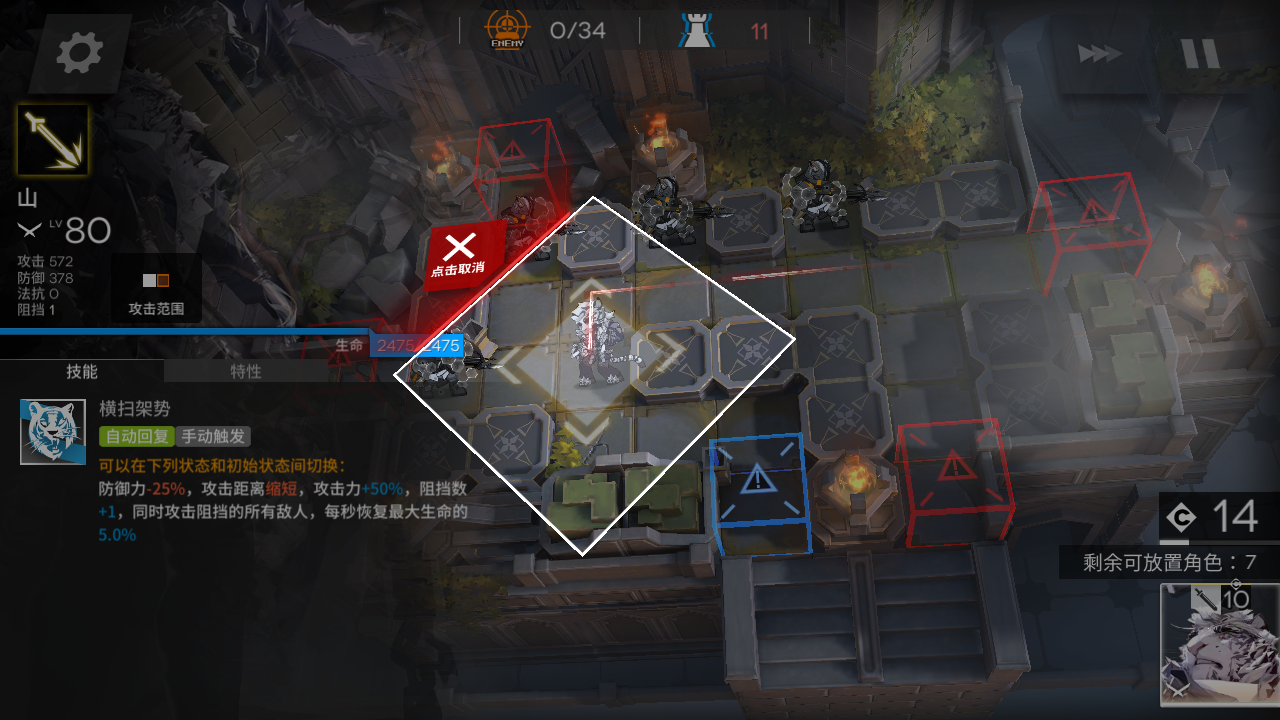 ENEMY
0/34
11
点击取消
山
LV 80
攻击 572
防御 378
法抗 0
阻挡 1
攻击范围
生命 2475/2475
技能
特性
横扫架势
自动回复 手动触发
可以在下列状态和初始状态间切换：
防御力-25%，攻击距离缩短，攻击力+50%，阻挡数
+1，同时攻击阻挡的所有敌人，每秒恢复最大生命的
5.0%
14
剩余可放置角色：7
10